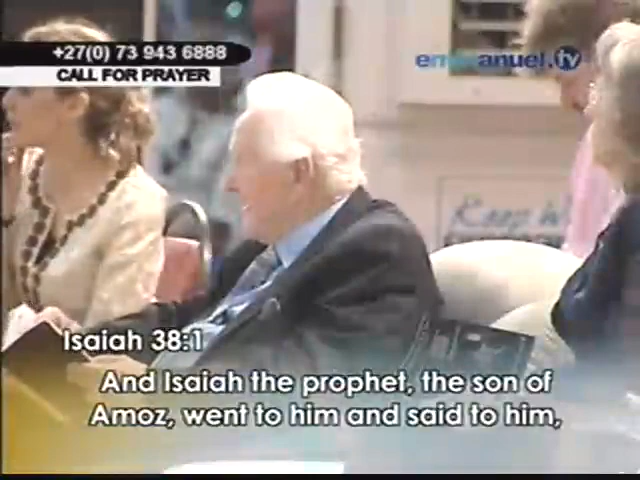 +27(0) 73 943 6888
CALL FOR PRAYER
emmanuel.tv
Keep
Isaiah 38:1
And Isaiah the prophet, the son of
Amoz, went to him and said to him,